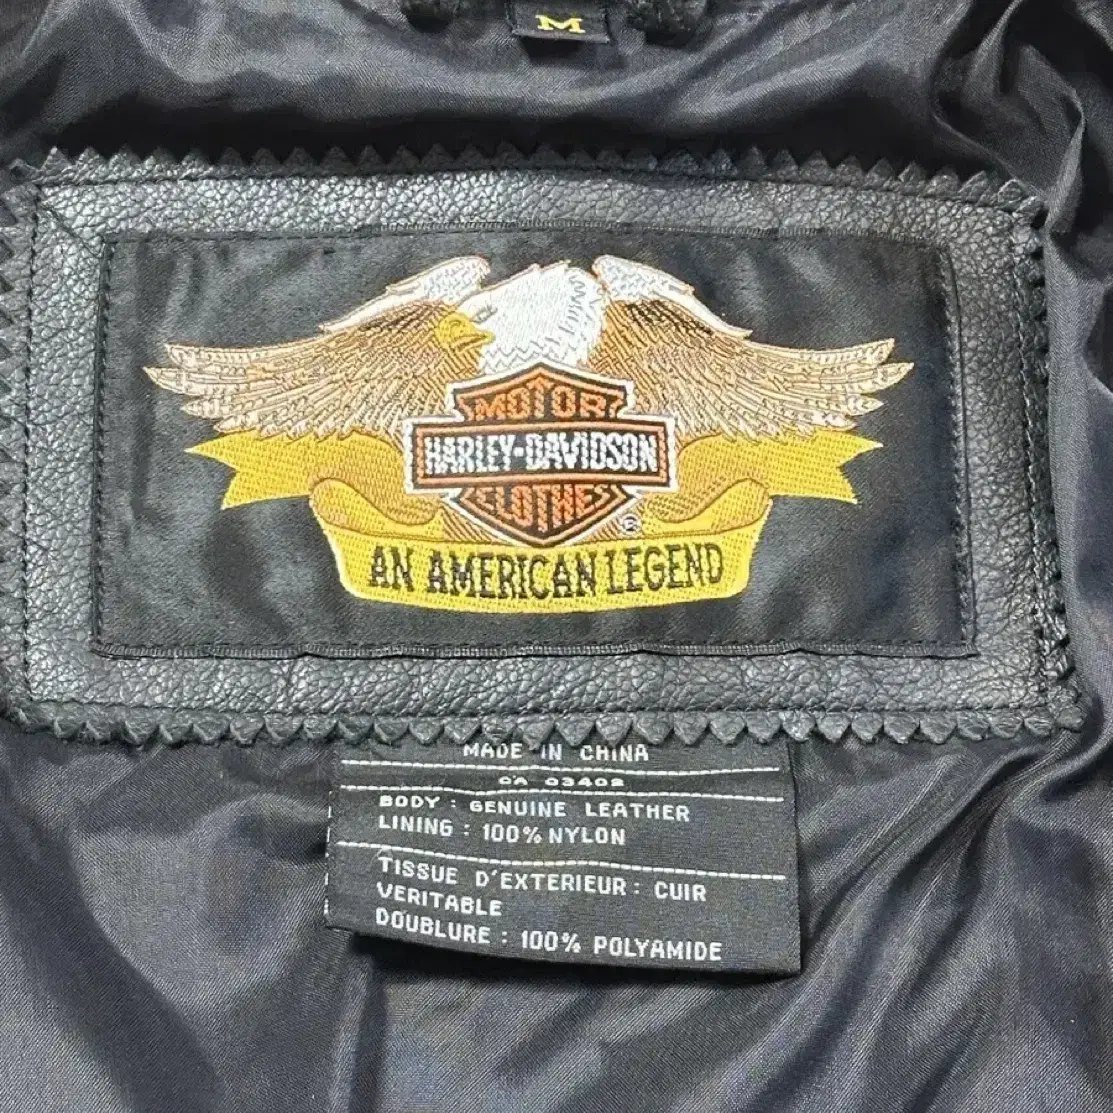 M
MOTOR
HARLEY-DAVIDSON
CLOTHES
®
AN AMERICAN LEGEND
MADE IN CHINA
CA 03402
BODY : GENUINE LEATHER
LINING : 100% NYLON
TISSUE D'EXTERIEUR : CUIR
VERITABLE
DOUBLURE : 100% POLYAMIDE